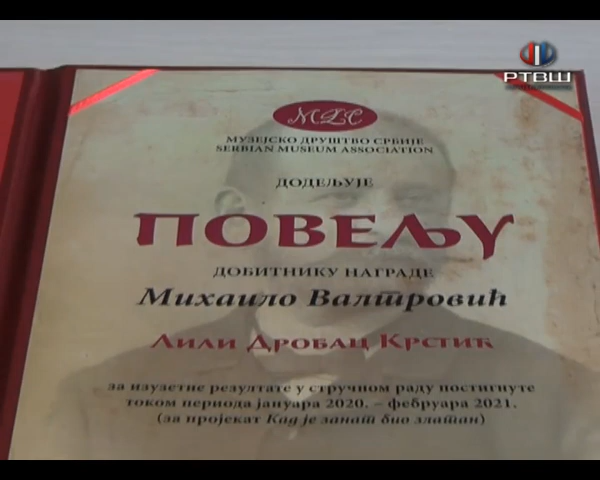 РТВШ
МДС
МУЗЕЈСКО ДРУШТВО СРБИЈЕ
SERBIAN MUSEUM ASSOCIATION
ДОДЕЉУЈЕ
ПОВЕЉУ
ДОБИТНИКУ НАГРАДЕ
Михаило Валтровић
Лили Дробац Крстић
за изузетне резултате у стручном раду постигнуте
током периода јануара 2020. – фебруара 2021.
(за пројекат Кад је занат био златан)